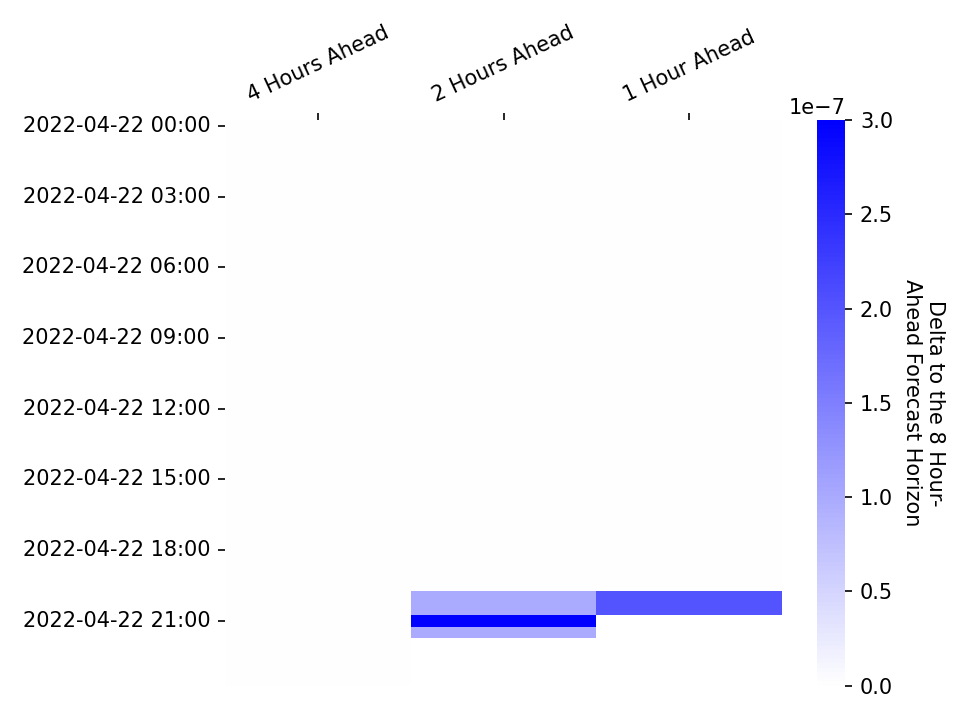 4 Hours Ahead
2 Hours Ahead
1 Hour Ahead
1e−7
2022-04-22 00:00
2022-04-22 03:00
2022-04-22 06:00
2022-04-22 09:00
2022-04-22 12:00
2022-04-22 15:00
2022-04-22 18:00
2022-04-22 21:00
3.0
2.5
2.0
1.5
1.0
0.5
0.0
Delta to the 8 Hour-
Ahead Forecast Horizon